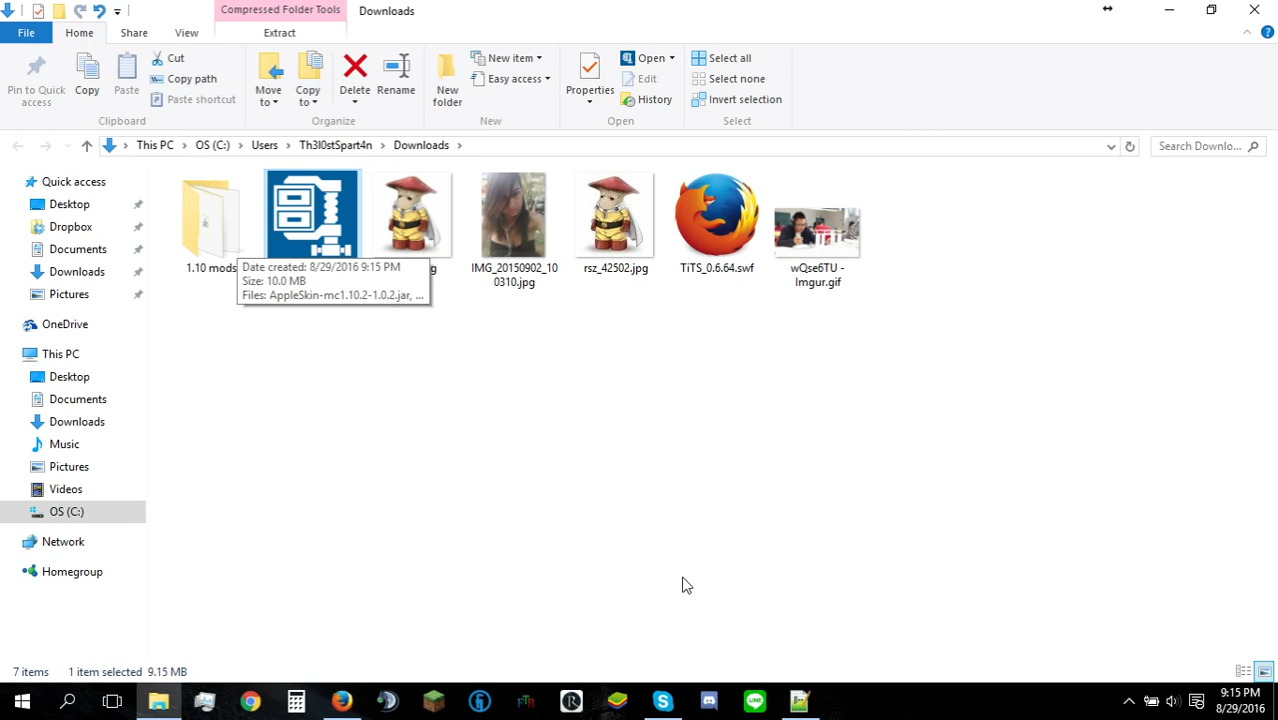 Compressed Folder Tools
Downloads
File
Home
Share
View
Extract
Pin to Quick
access
Copy
Paste
Cut
Copy path
Paste shortcut
Clipboard
Move
to
Copy
to
Delete
Rename
Organize
New
folder
New item
Easy access
New
Properties
Open
Edit
History
Open
Select all
Select none
Invert selection
Select
This PC
OS (C:)
Users
Th3l0stSpart4n
Downloads
Search Downlo...
Quick access
Desktop
Dropbox
Documents
Downloads
Pictures
OneDrive
This PC
Desktop
Documents
Downloads
Music
Pictures
Videos
OS (C:)
Network
Homegroup
1.10 mods
Date created: 8/29/2016 9:15 PM
Size: 10.0 MB
Files: AppleSkin-mc1.10.2-1.0.2.jar, ...
IMG_20150902_10
0310.jpg
rsz_42502.jpg
TiTS_0.6.64.swf
wQse6TU -
Imgur.gif
7 items
1 item selected 9.15 MB
9:15 PM
8/29/2016